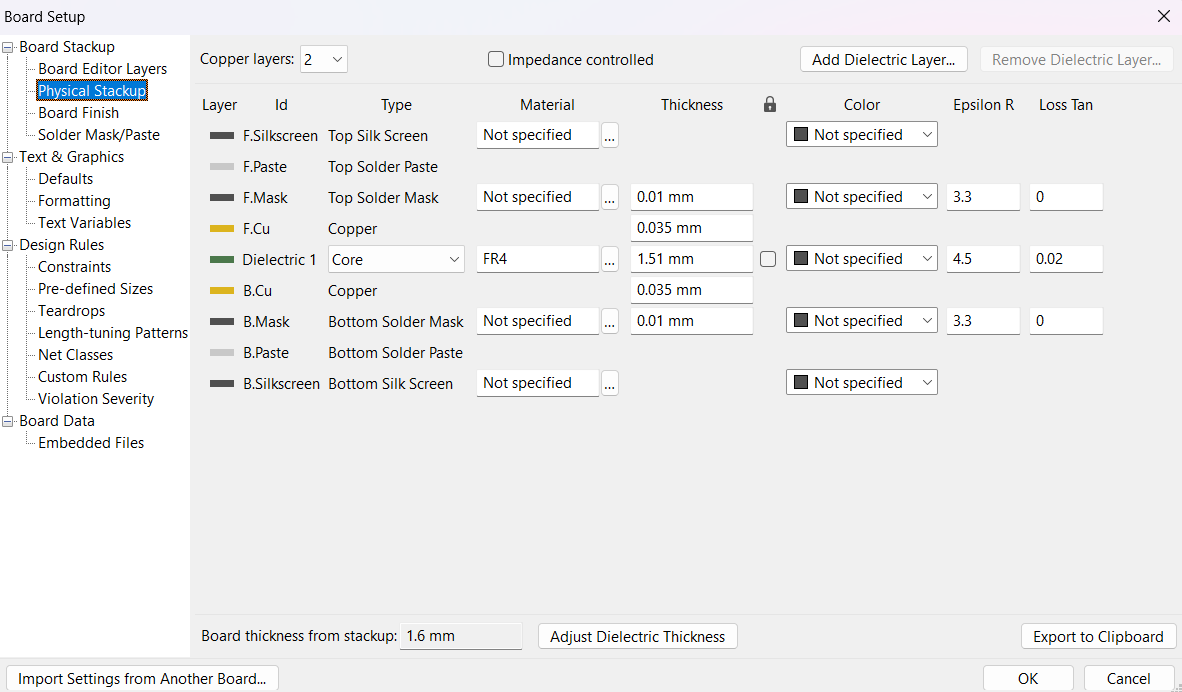 Board Setup
Board Stackup
Board Editor Layers
Physical Stackup
Board Finish
Solder Mask/Paste
Text & Graphics
Defaults
Formatting
Text Variables
Design Rules
Constraints
Pre-defined Sizes
Teardrops
Length-tuning Patterns
Net Classes
Custom Rules
Violation Severity
Board Data
Embedded Files
Copper layers: 2 Impedance controlled Add Dielectric Layer... Remove Dielectric Layer...
Layer Id Type Material Thickness Color Epsilon R Loss Tan
F.Silkscreen Top Silk Screen Not specified ... Not specified
F.Paste Top Solder Paste
F.Mask Top Solder Mask Not specified ... 0.01 mm Not specified 3.3 0
F.Cu Copper 0.035 mm
Dielectric 1 Core FR4 ... 1.51 mm Not specified 4.5 0.02
B.Cu Copper 0.035 mm
B.Mask Bottom Solder Mask Not specified ... 0.01 mm Not specified 3.3 0
B.Paste Bottom Solder Paste
B.Silkscreen Bottom Silk Screen Not specified ... Not specified
Board thickness from stackup: 1.6 mm Adjust Dielectric Thickness Export to Clipboard
Import Settings from Another Board... OK Cancel